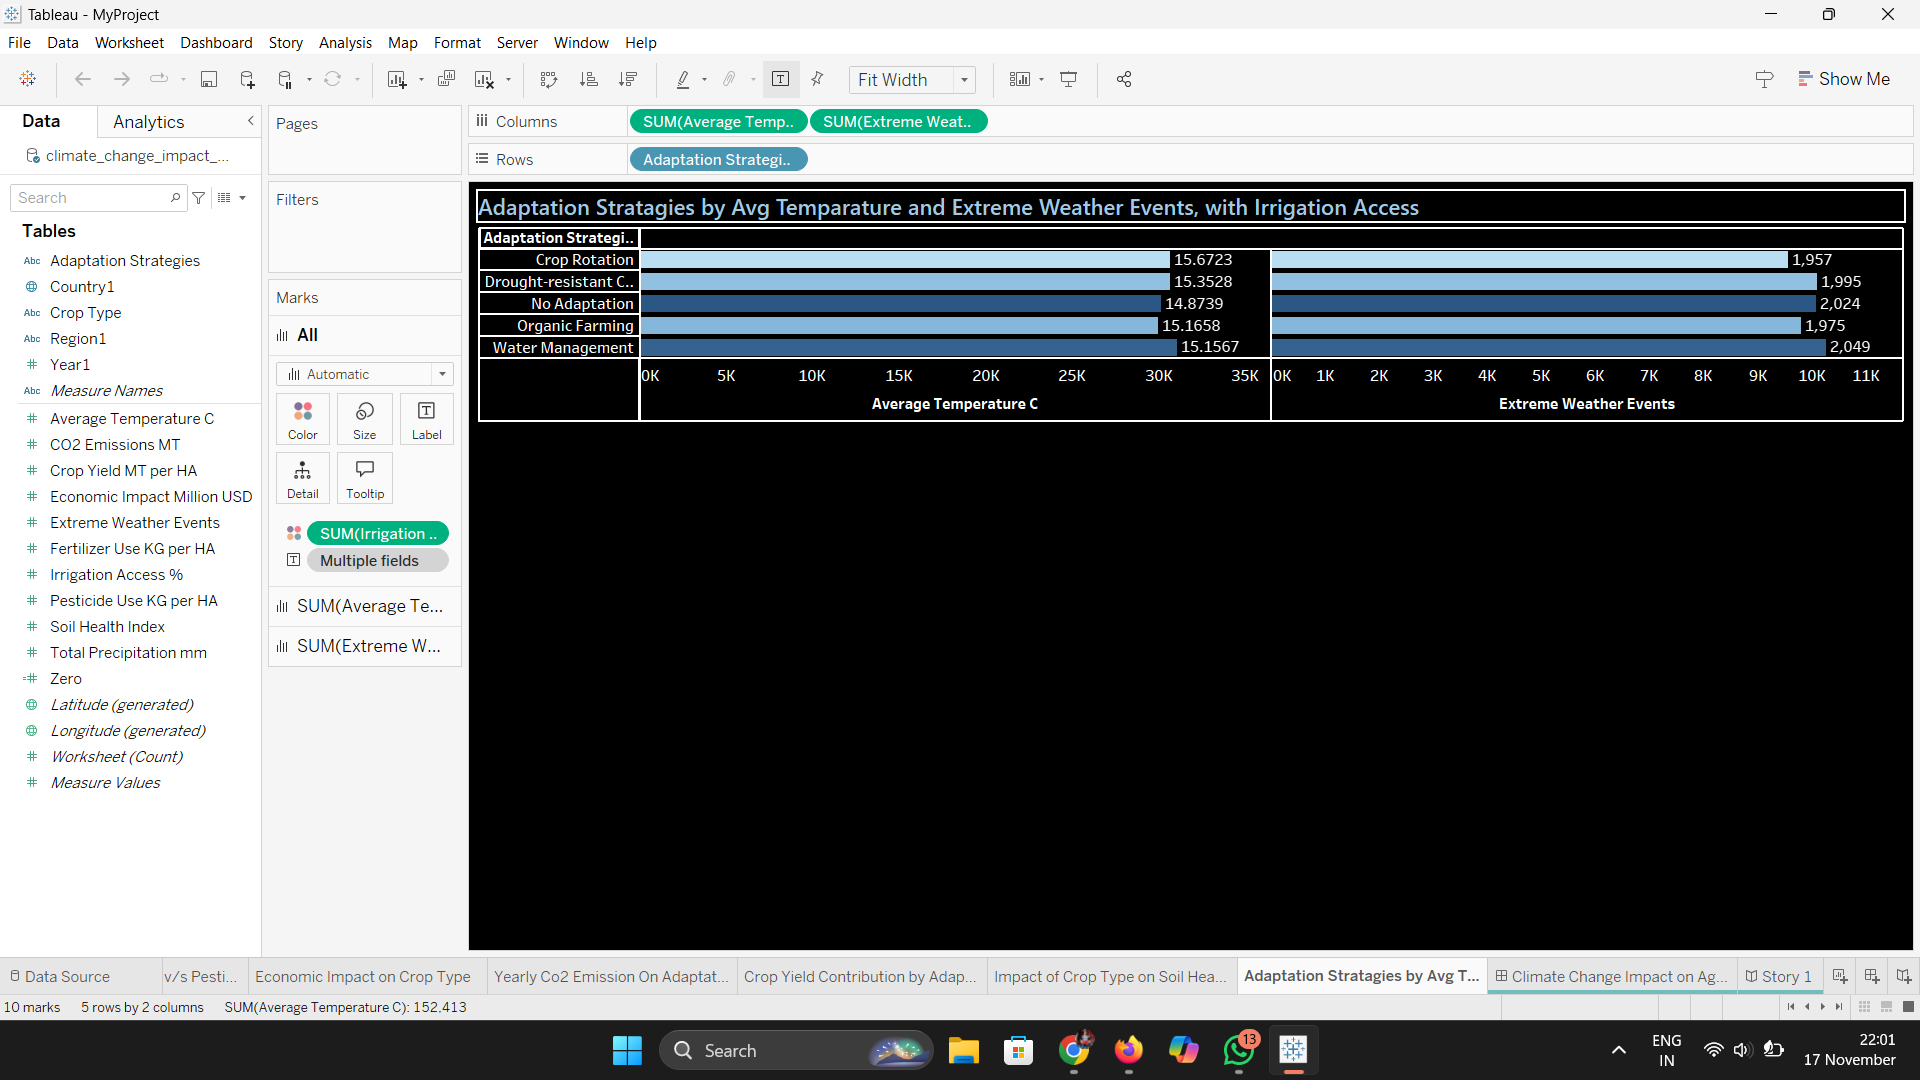 Tableau - MyProject
File Data Worksheet Dashboard Story Analysis Map Format Server Window Help
Fit Width
Show Me
Data Analytics
climate_change_impact_...
Search
Tables
Abc Adaptation Strategies
Country1
Abc Crop Type
Abc Region1
Year1
Abc Measure Names
Average Temperature C
CO2 Emissions MT
Crop Yield MT per HA
Economic Impact Million USD
Extreme Weather Events
Fertilizer Use KG per HA
Irrigation Access %
Pesticide Use KG per HA
Soil Health Index
Total Precipitation mm
Zero
Latitude (generated)
Longitude (generated)
Worksheet (Count)
Measure Values
Pages
Filters
Marks
All
Automatic
Color Size Label
Detail Tooltip
SUM(Irrigation ..
Multiple fields
SUM(Average Te...
SUM(Extreme W...
Columns SUM(Average Temp.. SUM(Extreme Weat..
Rows Adaptation Strategi..
Adaptation Stratagies by Avg Temparature and Extreme Weather Events, with Irrigation Access
Adaptation Strategi..
Crop Rotation 15.6723 1,957
Drought-resistant C.. 15.3528 1,995
No Adaptation 14.8739 2,024
Organic Farming 15.1658 1,975
Water Management 15.1567 2,049
0K 5K 10K 15K 20K 25K 30K 35K 0K 1K 2K 3K 4K 5K 6K 7K 8K 9K 10K 11K
Average Temperature C Extreme Weather Events
Data Source v/s Pesti... Economic Impact on Crop Type Yearly Co2 Emission On Adaptat... Crop Yield Contribution by Adap... Impact of Crop Type on Soil Hea... Adaptation Stratagies by Avg T... Climate Change Impact on Ag... Story 1
10 marks 5 rows by 2 columns SUM(Average Temperature C): 152,413
Search
13
ENG
IN
22:01
17 November